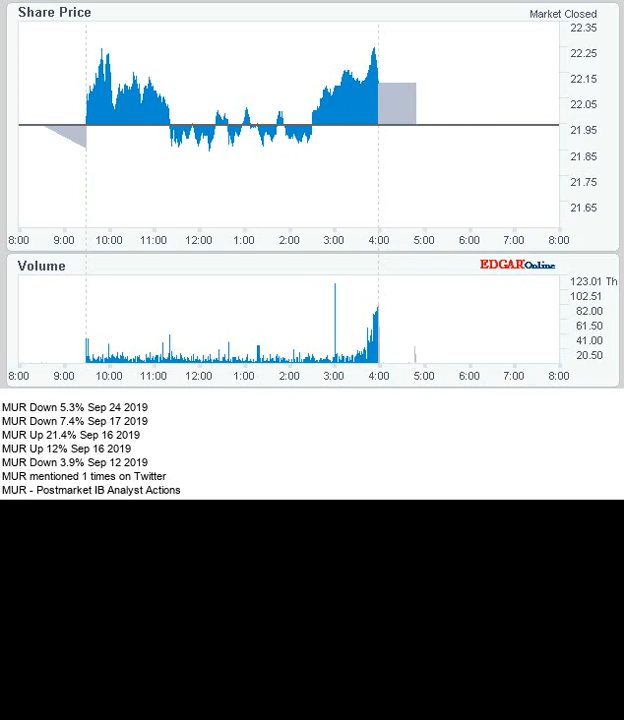 Share Price
Market Closed
22.35
22.25
22.15
22.05
21.95
21.85
21.75
21.65
8:00 9:00 10:00 11:00 12:00 1:00 2:00 3:00 4:00 5:00 6:00 7:00 8:00
Volume
EDGAROnline
123.01 Th
102.51
82.00
61.50
41.00
20.50
8:00 9:00 10:00 11:00 12:00 1:00 2:00 3:00 4:00 5:00 6:00 7:00 8:00
MUR Down 5.3% Sep 24 2019
MUR Down 7.4% Sep 17 2019
MUR Up 21.4% Sep 16 2019
MUR Up 12% Sep 16 2019
MUR Down 3.9% Sep 12 2019
MUR mentioned 1 times on Twitter
MUR - Postmarket IB Analyst Actions